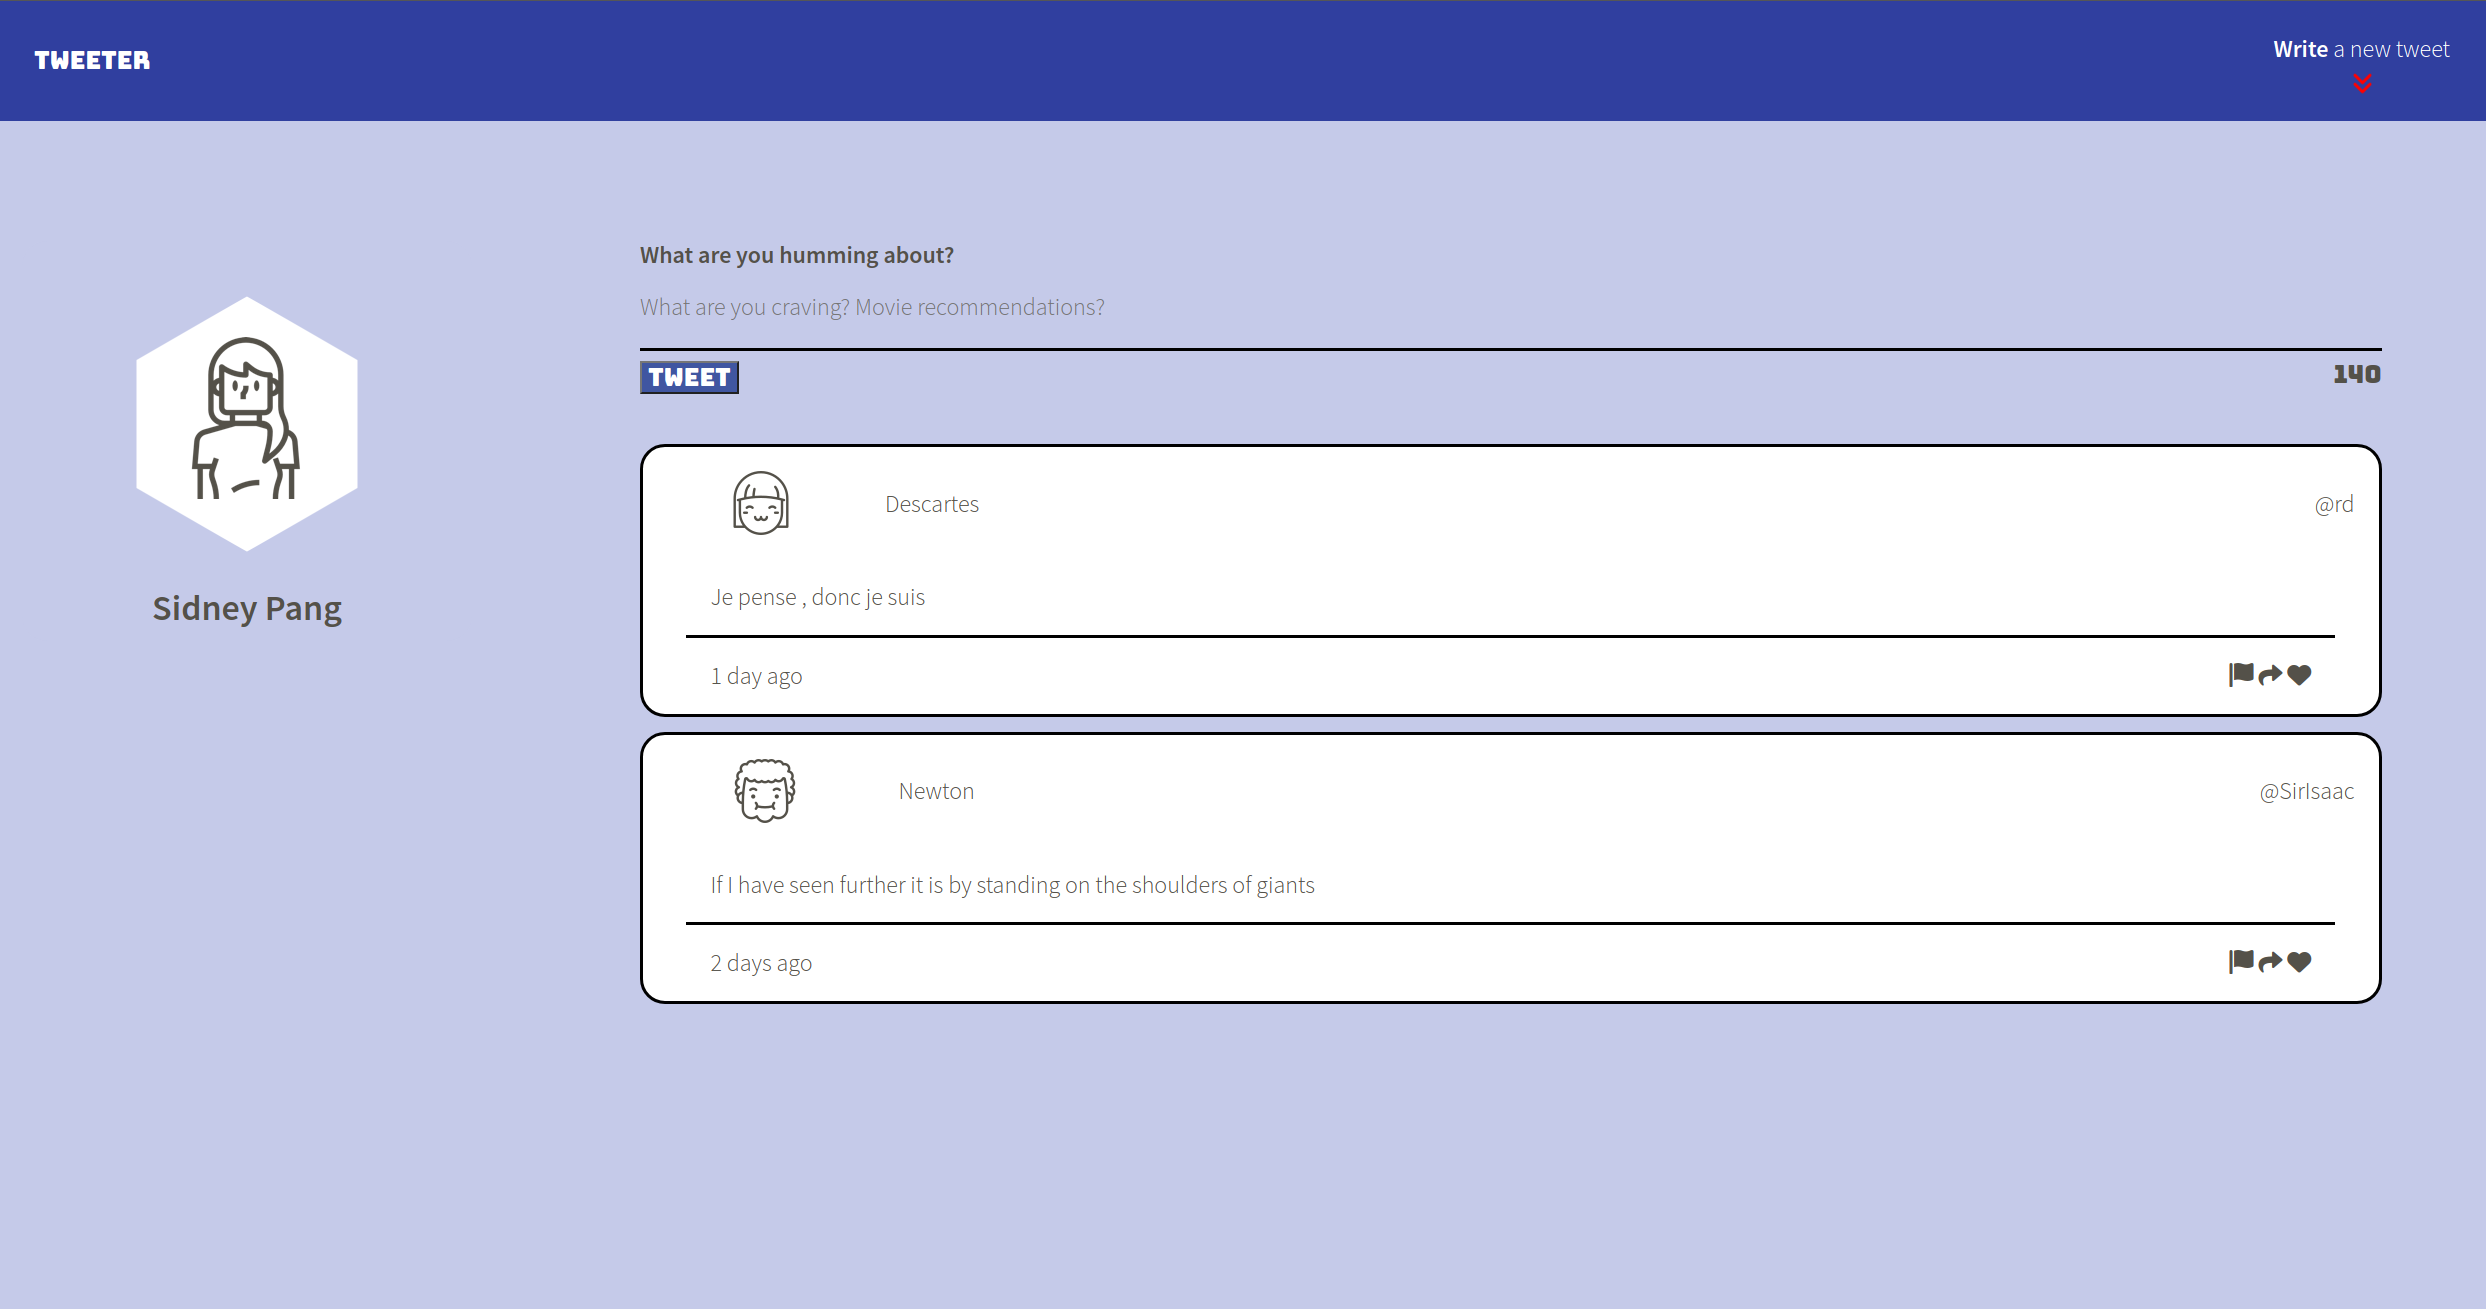 TWEETER
Write a new tweet
What are you humming about?
What are you craving? Movie recommendations?
TWEET
140
Sidney Pang
Descartes
@rd
Je pense , donc je suis
1 day ago
Newton
@SirIsaac
If I have seen further it is by standing on the shoulders of giants
2 days ago